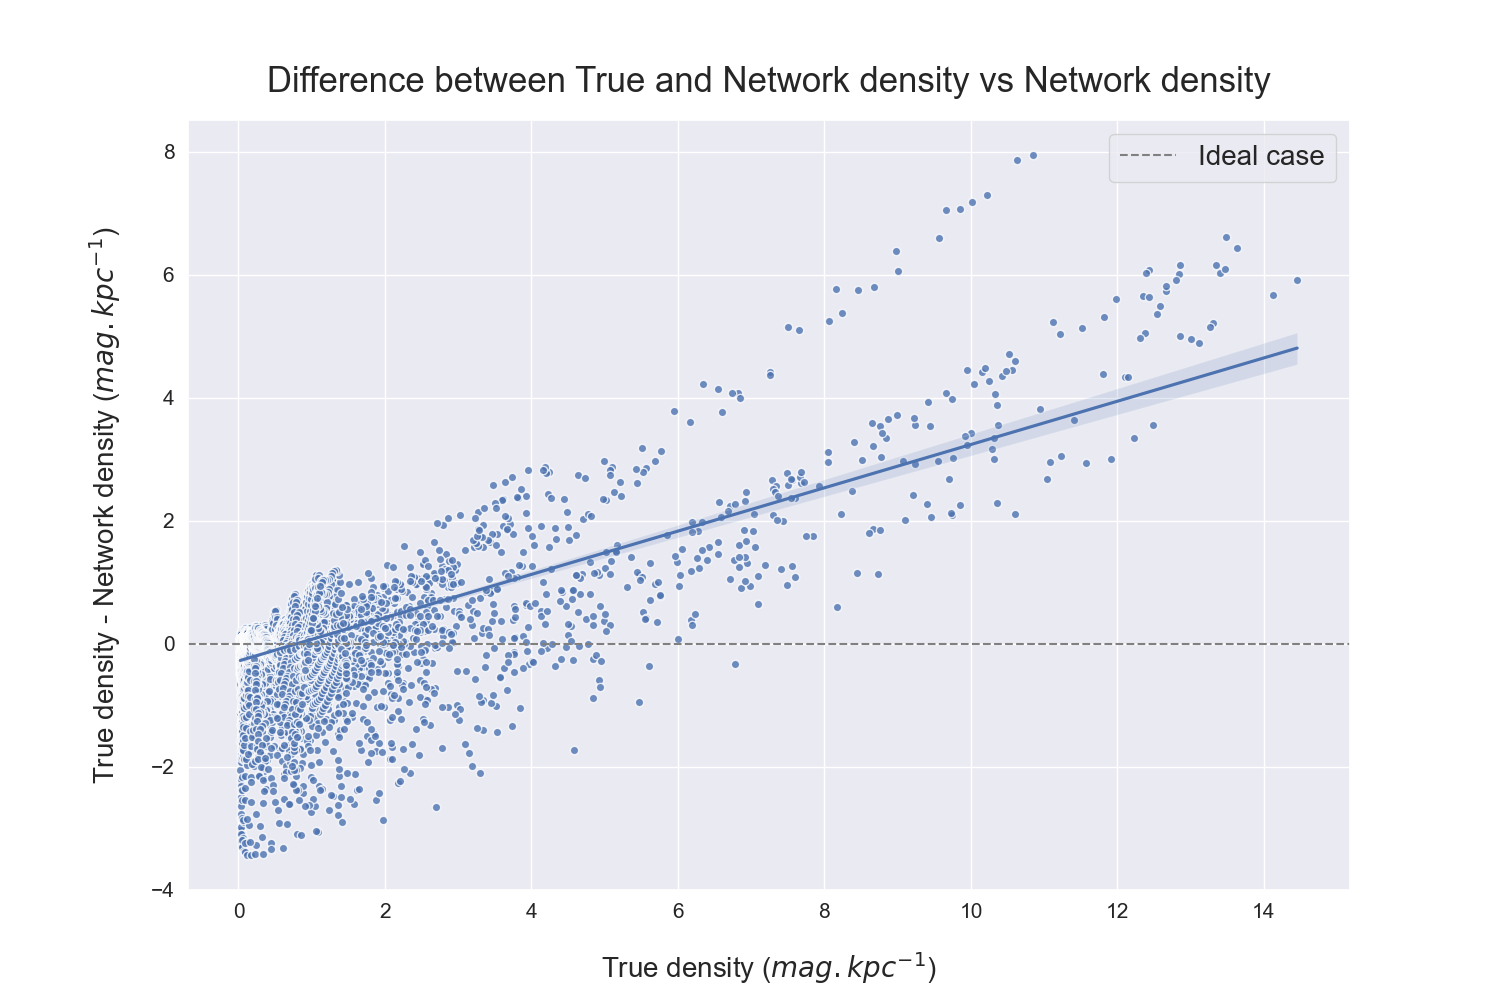 Difference between True and Network density vs Network density
Ideal case
True density - Network density (mag. kpc⁻¹)
8
6
4
2
0
−2
−4
0 2 4 6 8 10 12 14
True density (mag. kpc⁻¹)